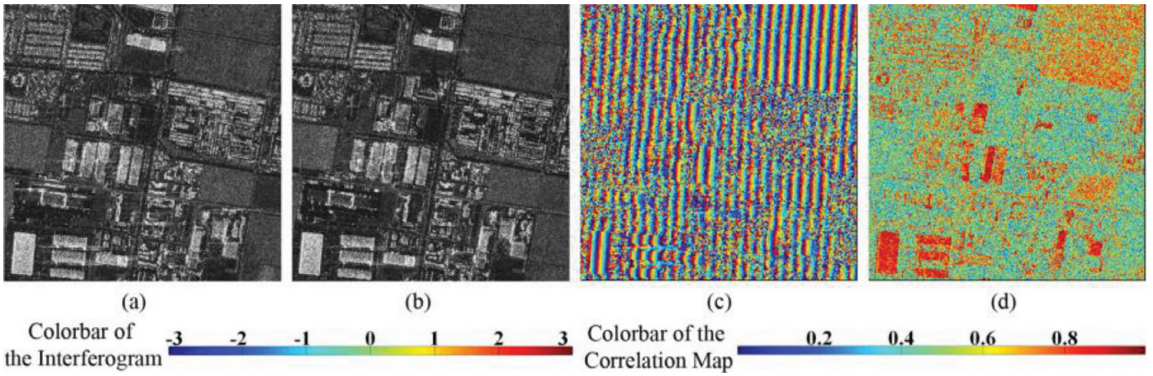 (a) (b) (c) (d)
Colorbar of the Interferogram -3 -2 -1 0 1 2 3
Colorbar of the Correlation Map 0.2 0.4 0.6 0.8